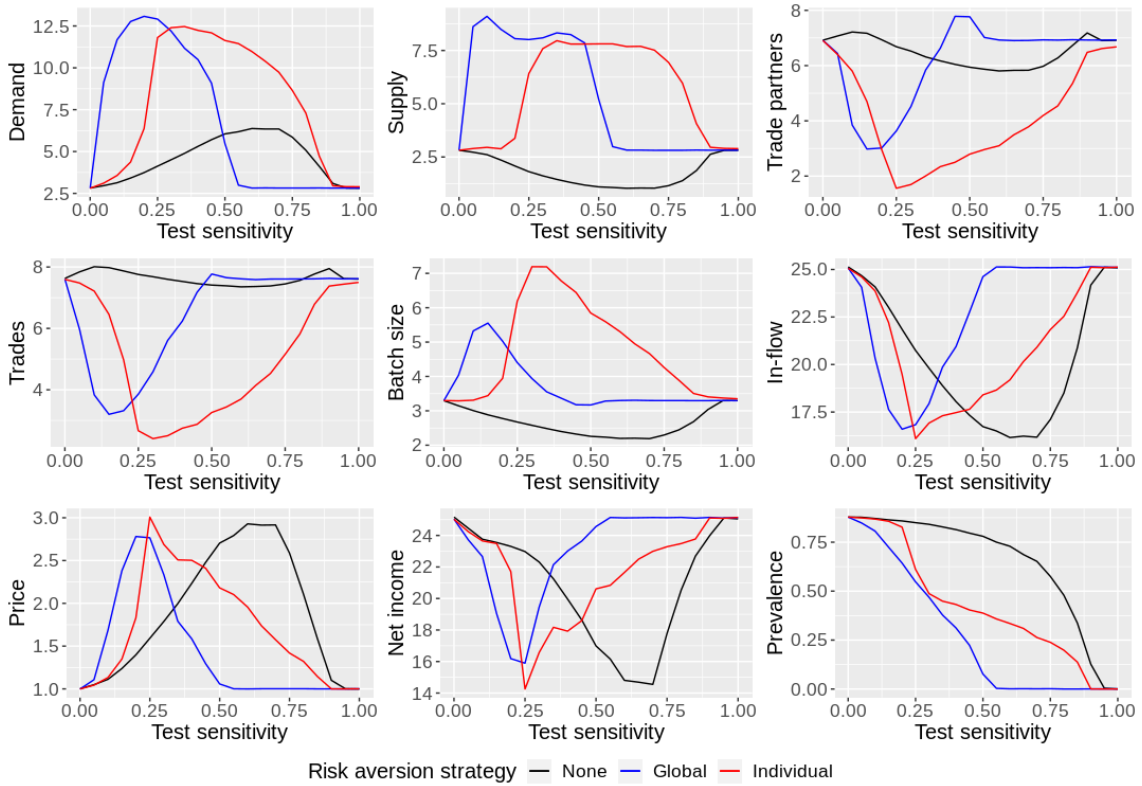 Demand
12.5
10.0
7.5
5.0
2.5
0.00 0.25 0.50 0.75 1.00
Test sensitivity
Supply
7.5
5.0
2.5
0.00 0.25 0.50 0.75 1.00
Test sensitivity
Trade partners
8
6
4
2
0.00 0.25 0.50 0.75 1.00
Test sensitivity
Trades
8
6
4
0.00 0.25 0.50 0.75 1.00
Test sensitivity
Batch size
7
6
5
4
3
2
0.00 0.25 0.50 0.75 1.00
Test sensitivity
In-flow
25.0
22.5
20.0
17.5
0.00 0.25 0.50 0.75 1.00
Test sensitivity
Price
3.0
2.5
2.0
1.5
1.0
0.00 0.25 0.50 0.75 1.00
Test sensitivity
Net income
24
22
20
18
16
14
0.00 0.25 0.50 0.75 1.00
Test sensitivity
Prevalence
0.75
0.50
0.25
0.00
0.00 0.25 0.50 0.75 1.00
Test sensitivity
Risk aversion strategy None Global Individual